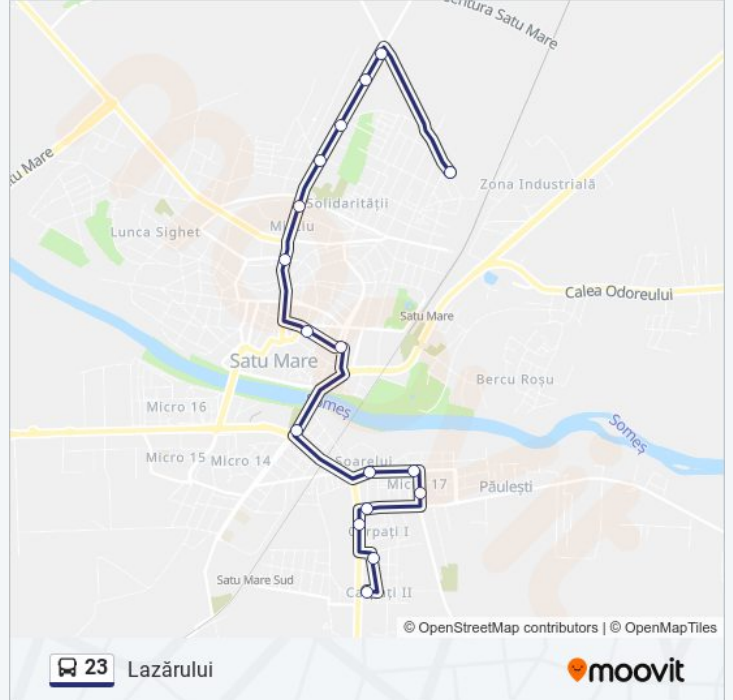 Centura Satu Mare
tu Mare
Zona Industrială
Solidarității
Lunca Sighet
Calea Odoreului
Satu Mare
Satu Mare
Bercu Roșu
Micro 16
Someș
Someș
Micro 15
Micro 14
Soarelui
Micro 17
Păulești
Carpați I
Satu Mare Sud
Carpați II
© OpenStreetMap contributors | © OpenMapTiles
23 Lazărului
moovit